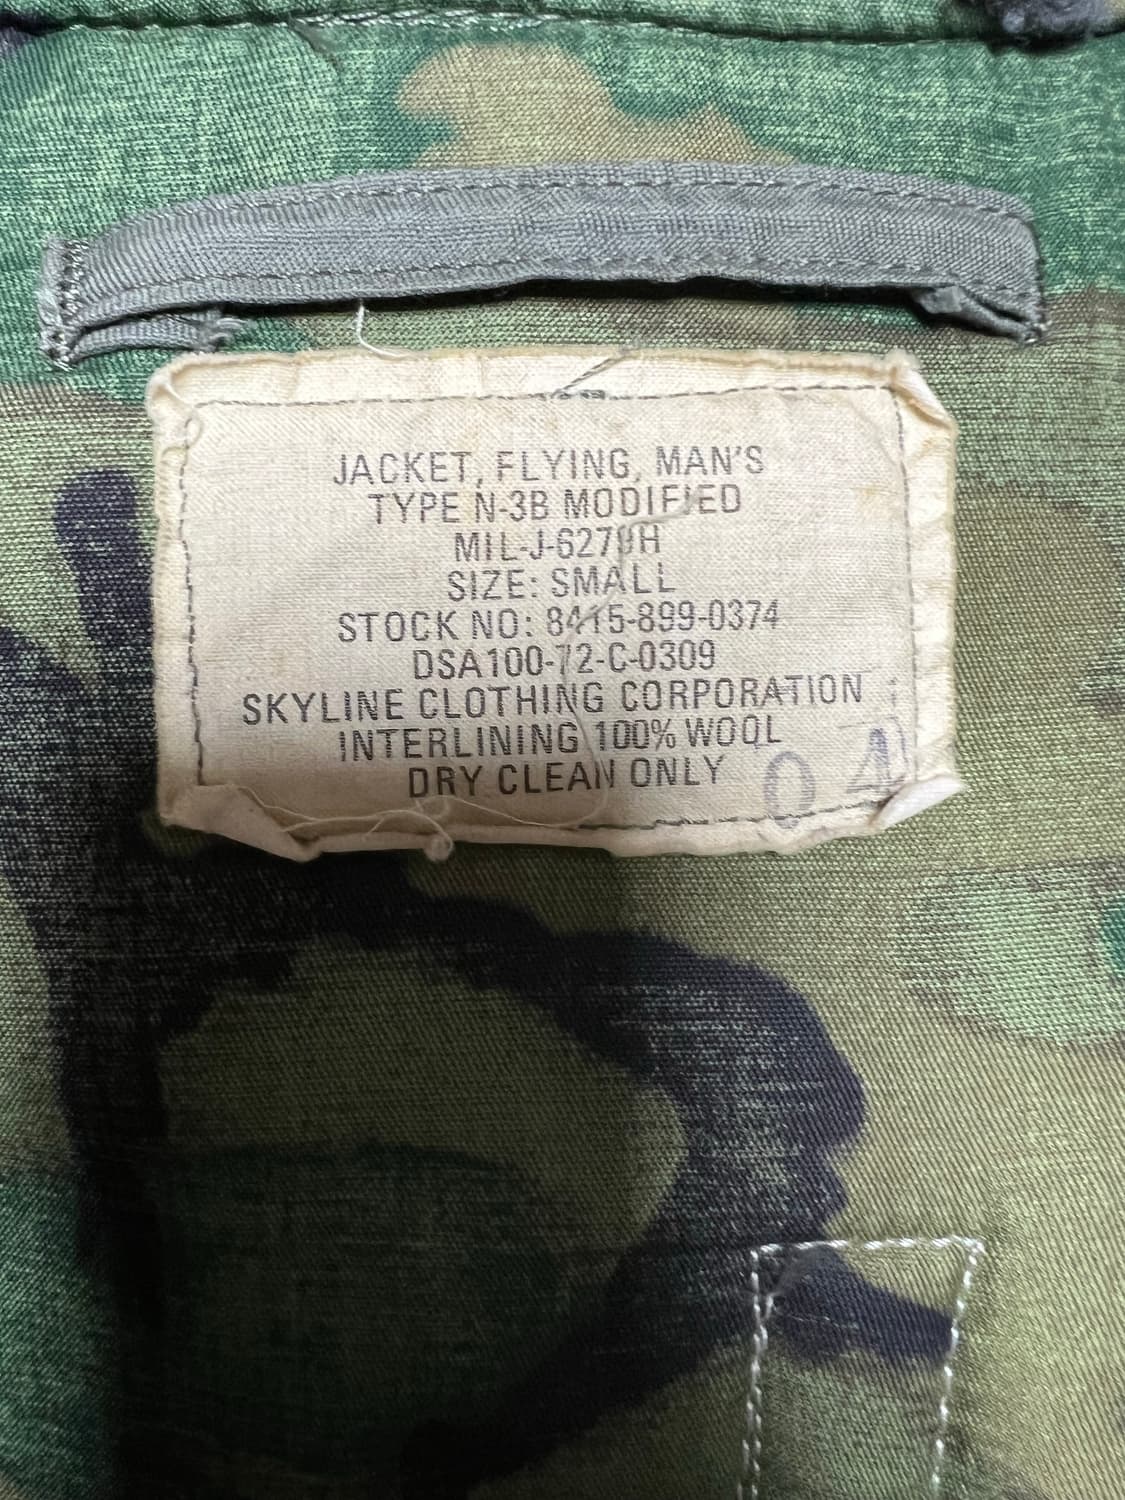 JACKET, FLYING, MAN'S
TYPE N-3B MODIFIED
MIL-J-6279H
SIZE: SMALL
STOCK NO: 8415-899-0374
DSA100-72-C-0309
SKYLINE CLOTHING CORPORATION
INTERLINING 100% WOOL
DRY CLEAN ONLY
04